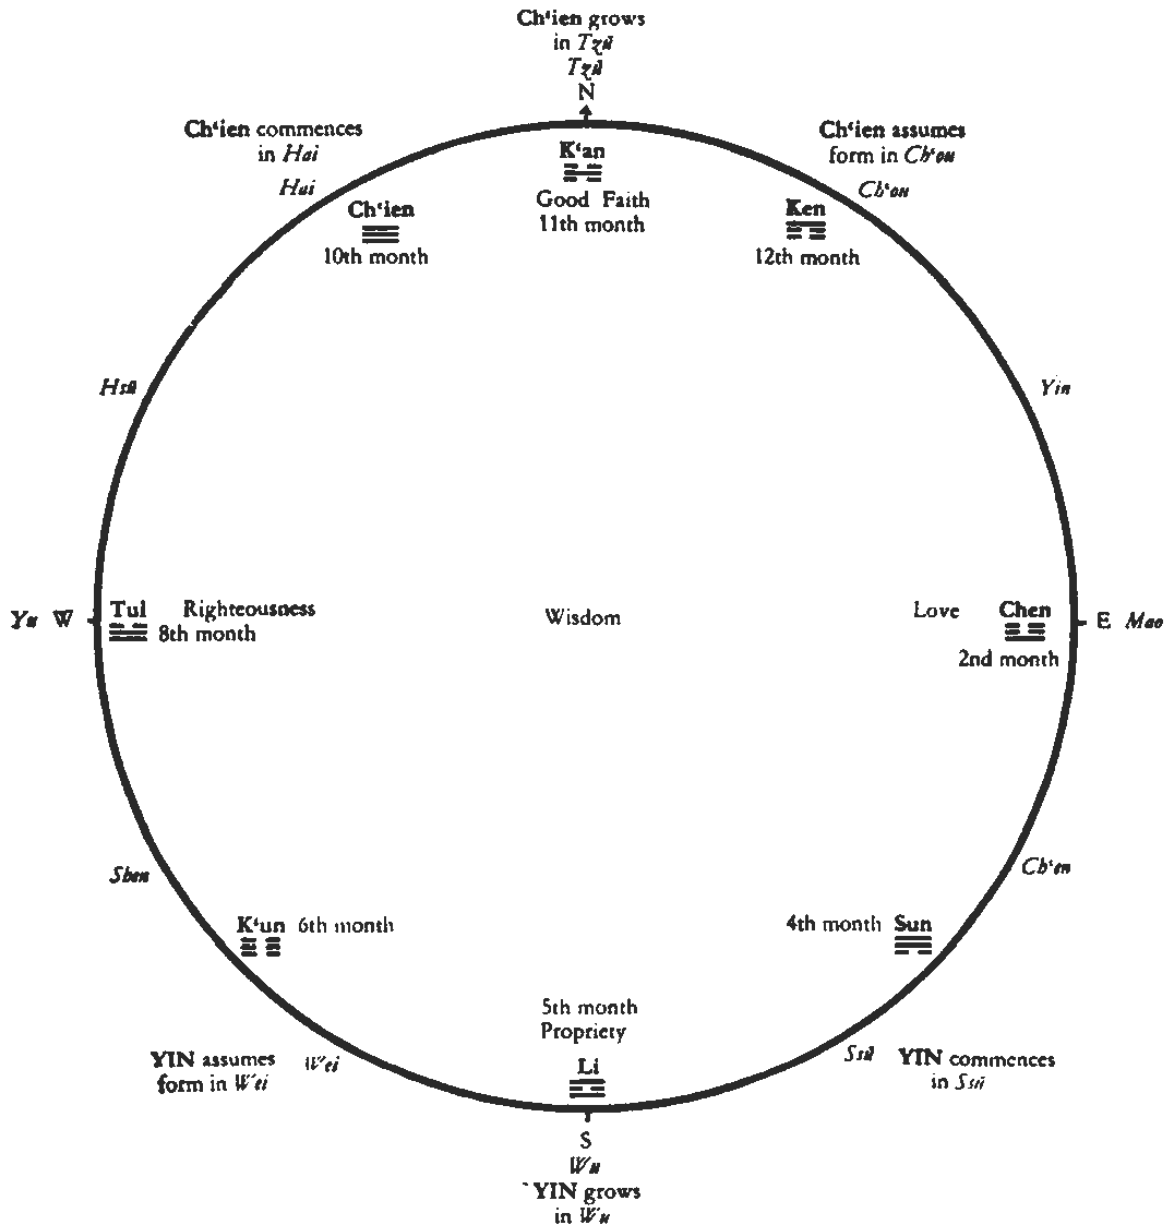 Ch‘ien grows
in Tzŭ
Tzŭ
N
Ch‘ien commences
in Hai
Hai
Ch‘ien assumes
form in Ch‘ou
Ch‘ou
K‘an
Good Faith
11th month
Ch‘ien
10th month
Ken
12th month
Hsü
Yin
Yu W
Tui
Righteousness
8th month
Wisdom
Love
Chen
2nd month
E Mao
Shen
Ch‘en
K‘un 6th month
4th month Sun
5th month
Propriety
Li
YIN assumes
form in Wei
Wei
Ssŭ
YIN commences
in Ssŭ
S
Wu
YIN grows
in Wu